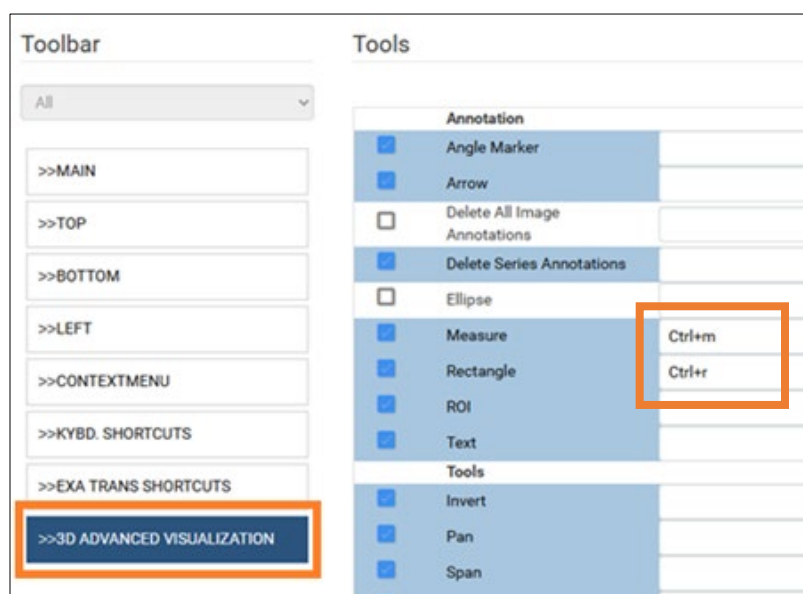 Toolbar
All
>>MAIN
>>TOP
>>BOTTOM
>>LEFT
>>CONTEXTMENU
>>KYBD. SHORTCUTS
>>EXA TRANS SHORTCUTS
>>3D ADVANCED VISUALIZATION
Tools
Annotation
Angle Marker
Arrow
Delete All Image
Annotations
Delete Series Annotations
Ellipse
Measure Ctrl+m
Rectangle Ctrl+r
ROI
Text
Tools
Invert
Pan
Span